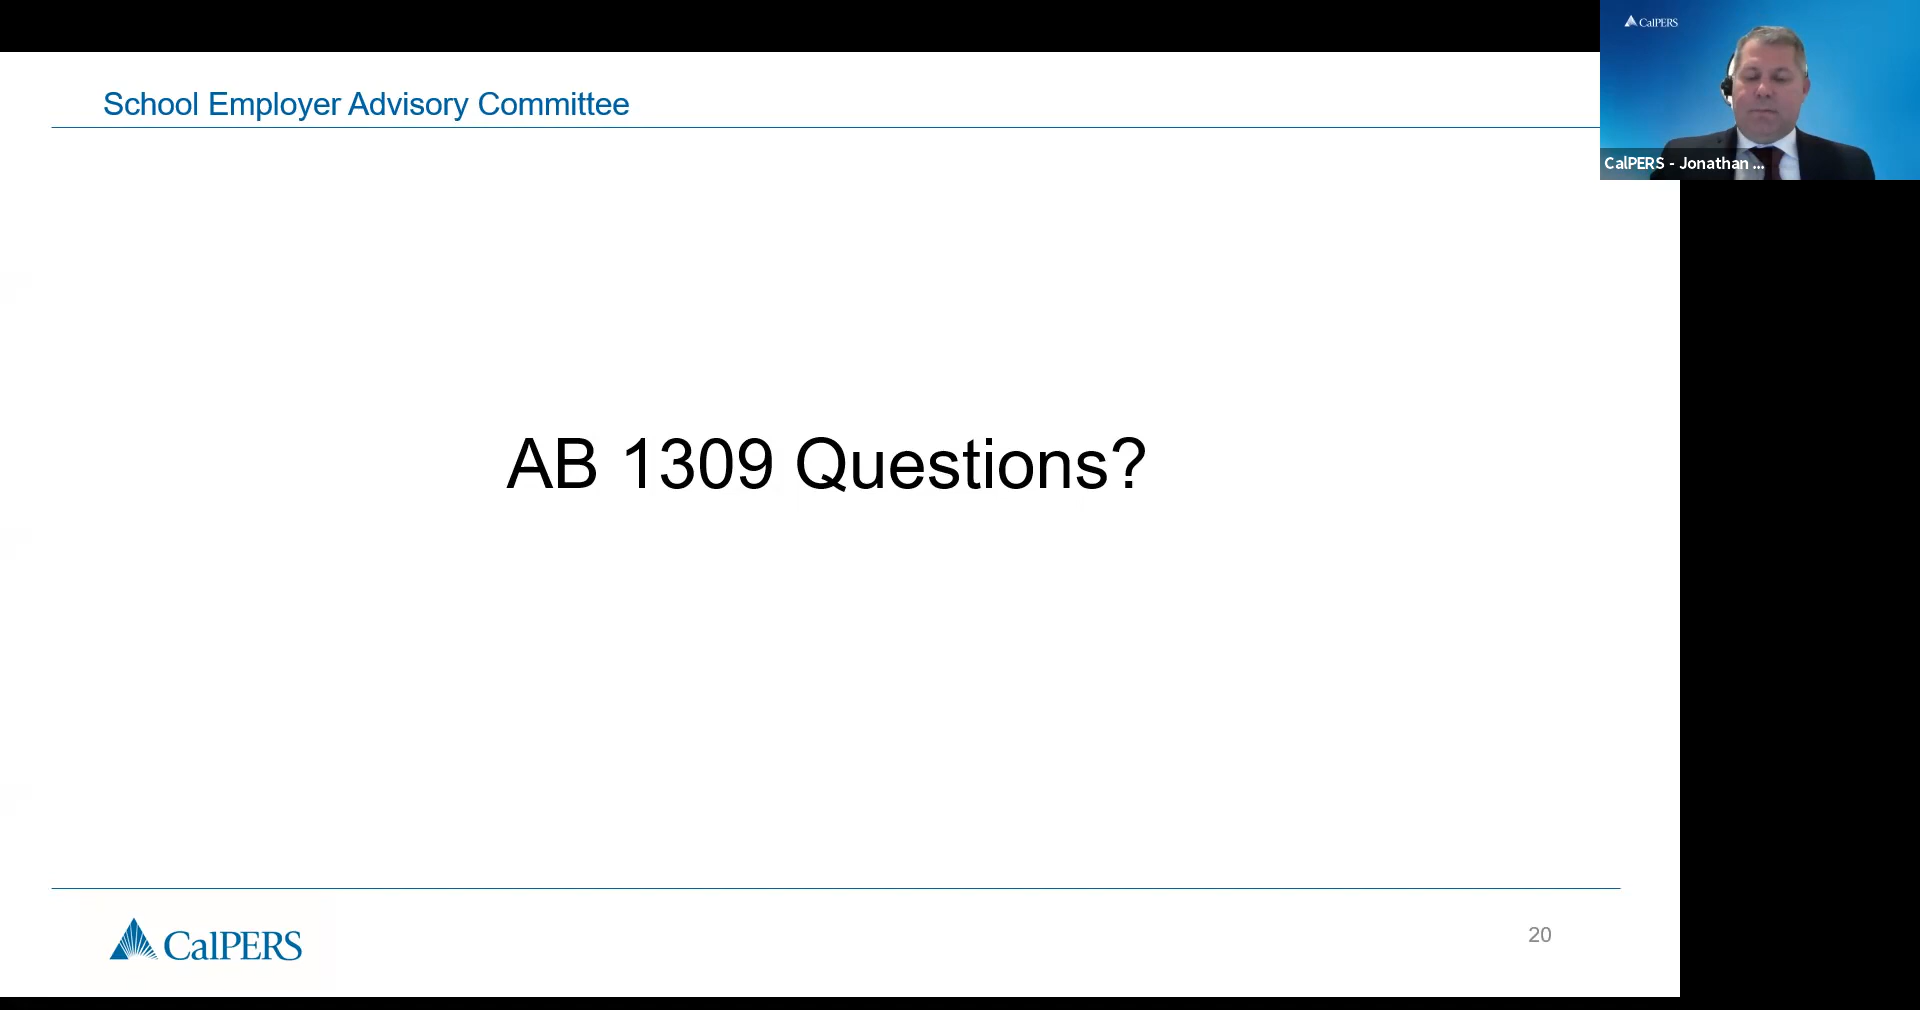 CalPERS
School Employer Advisory Committee
CalPERS - Jonathan ...
AB 1309 Questions?
CalPERS
20